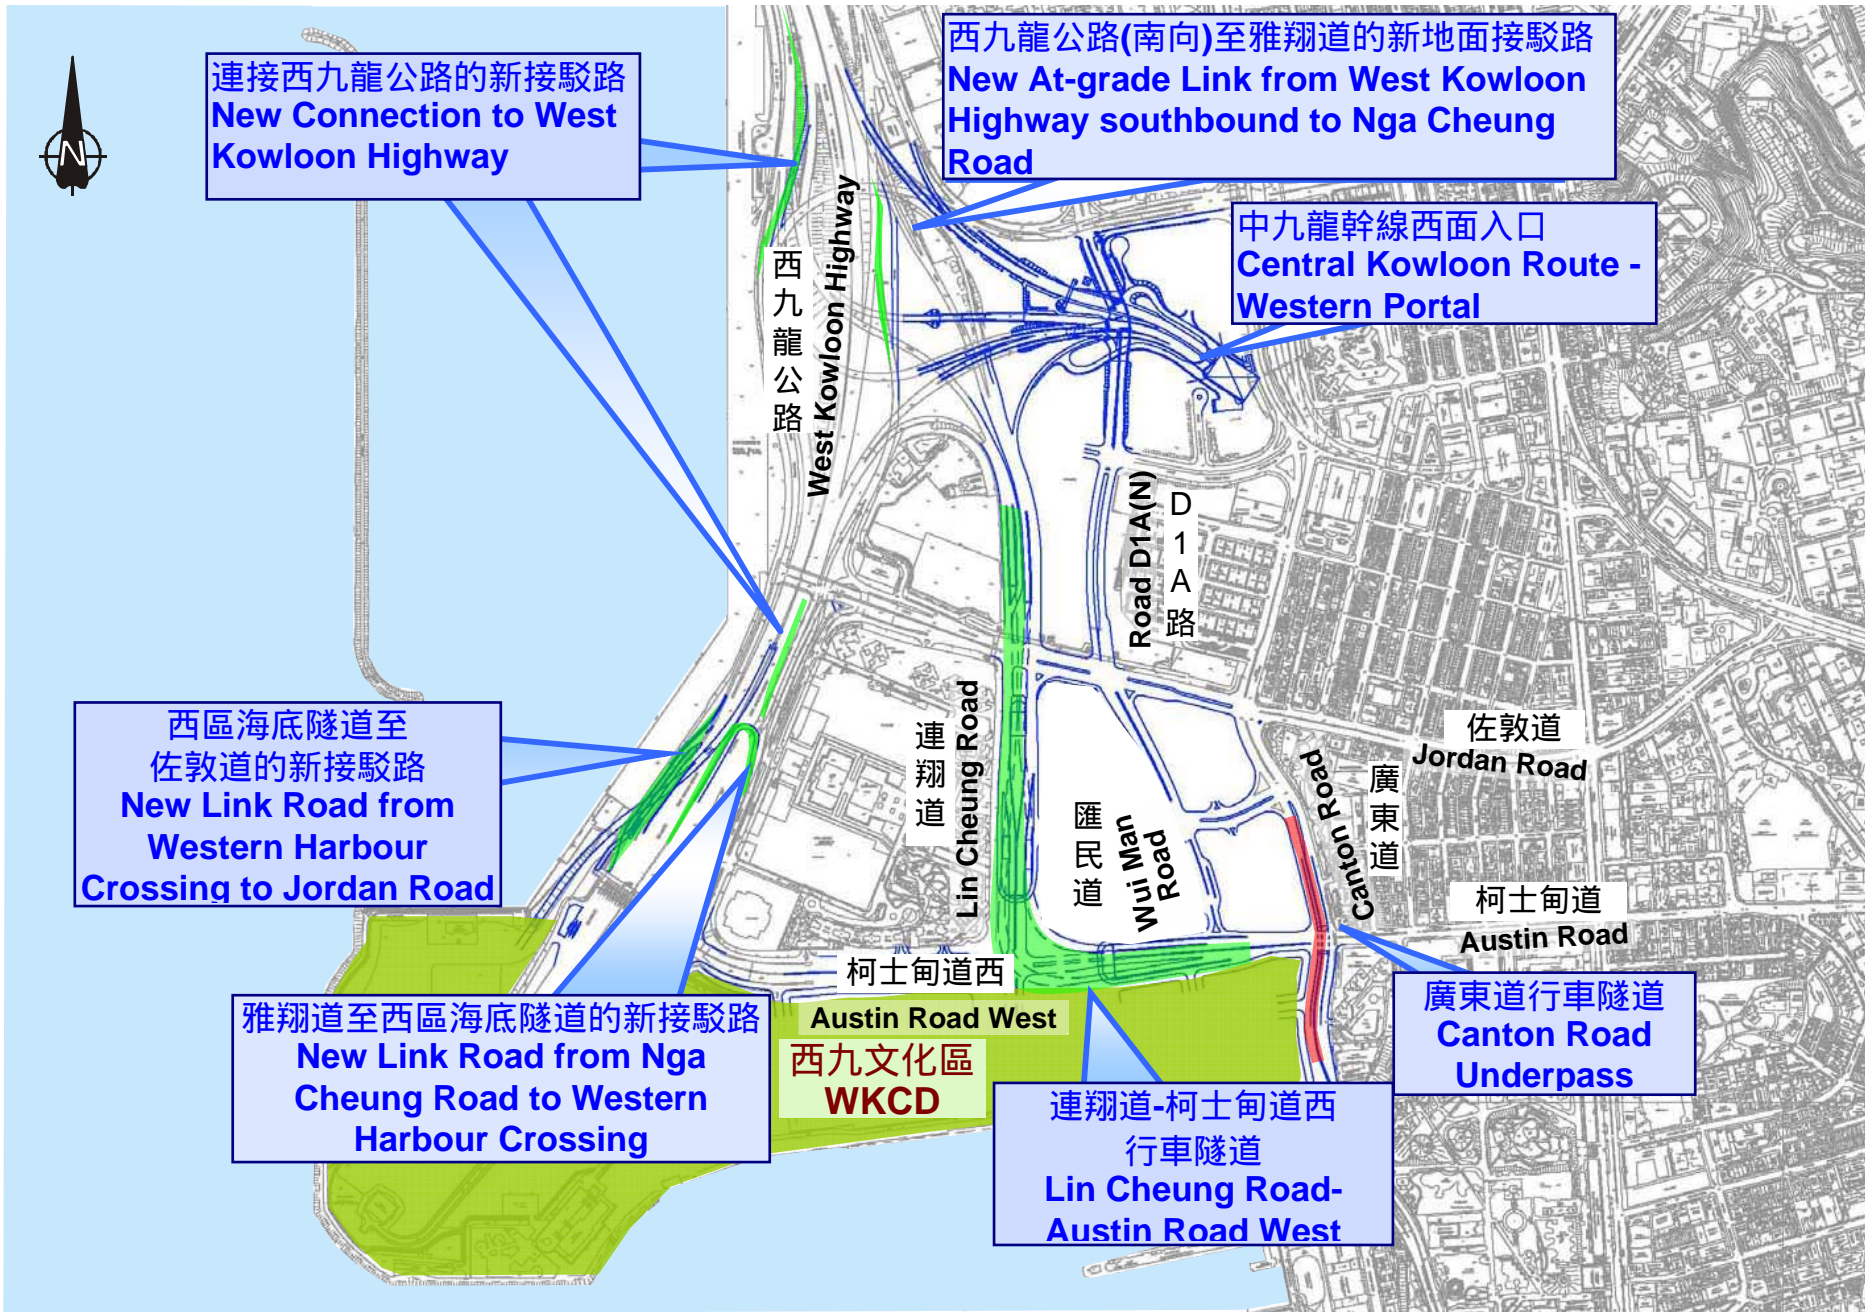 N
連接西九龍公路的新接駁路
New Connection to West
Kowloon Highway
西九龍公路(南向)至雅翔道的新地面接駁路
New At-grade Link from West Kowloon
Highway southbound to Nga Cheung
Road
中九龍幹線西面入口
Central Kowloon Route -
Western Portal
西九龍公路
West Kowloon Highway
Road D1A(N)
D1A路
西區海底隧道至
佐敦道的新接駁路
New Link Road from
Western Harbour
Crossing to Jordan Road
連翔道
Lin Cheung Road
匯民道
Wui Man
Road
佐敦道
Jordan Road
Canton Road
廣東道
柯士甸道
Austin Road
柯士甸道西
Austin Road West
西九文化區
WKCD
雅翔道至西區海底隧道的新接駁路
New Link Road from Nga
Cheung Road to Western
Harbour Crossing
連翔道-柯士甸道西
行車隧道
Lin Cheung Road-
Austin Road West
廣東道行車隧道
Canton Road
Underpass